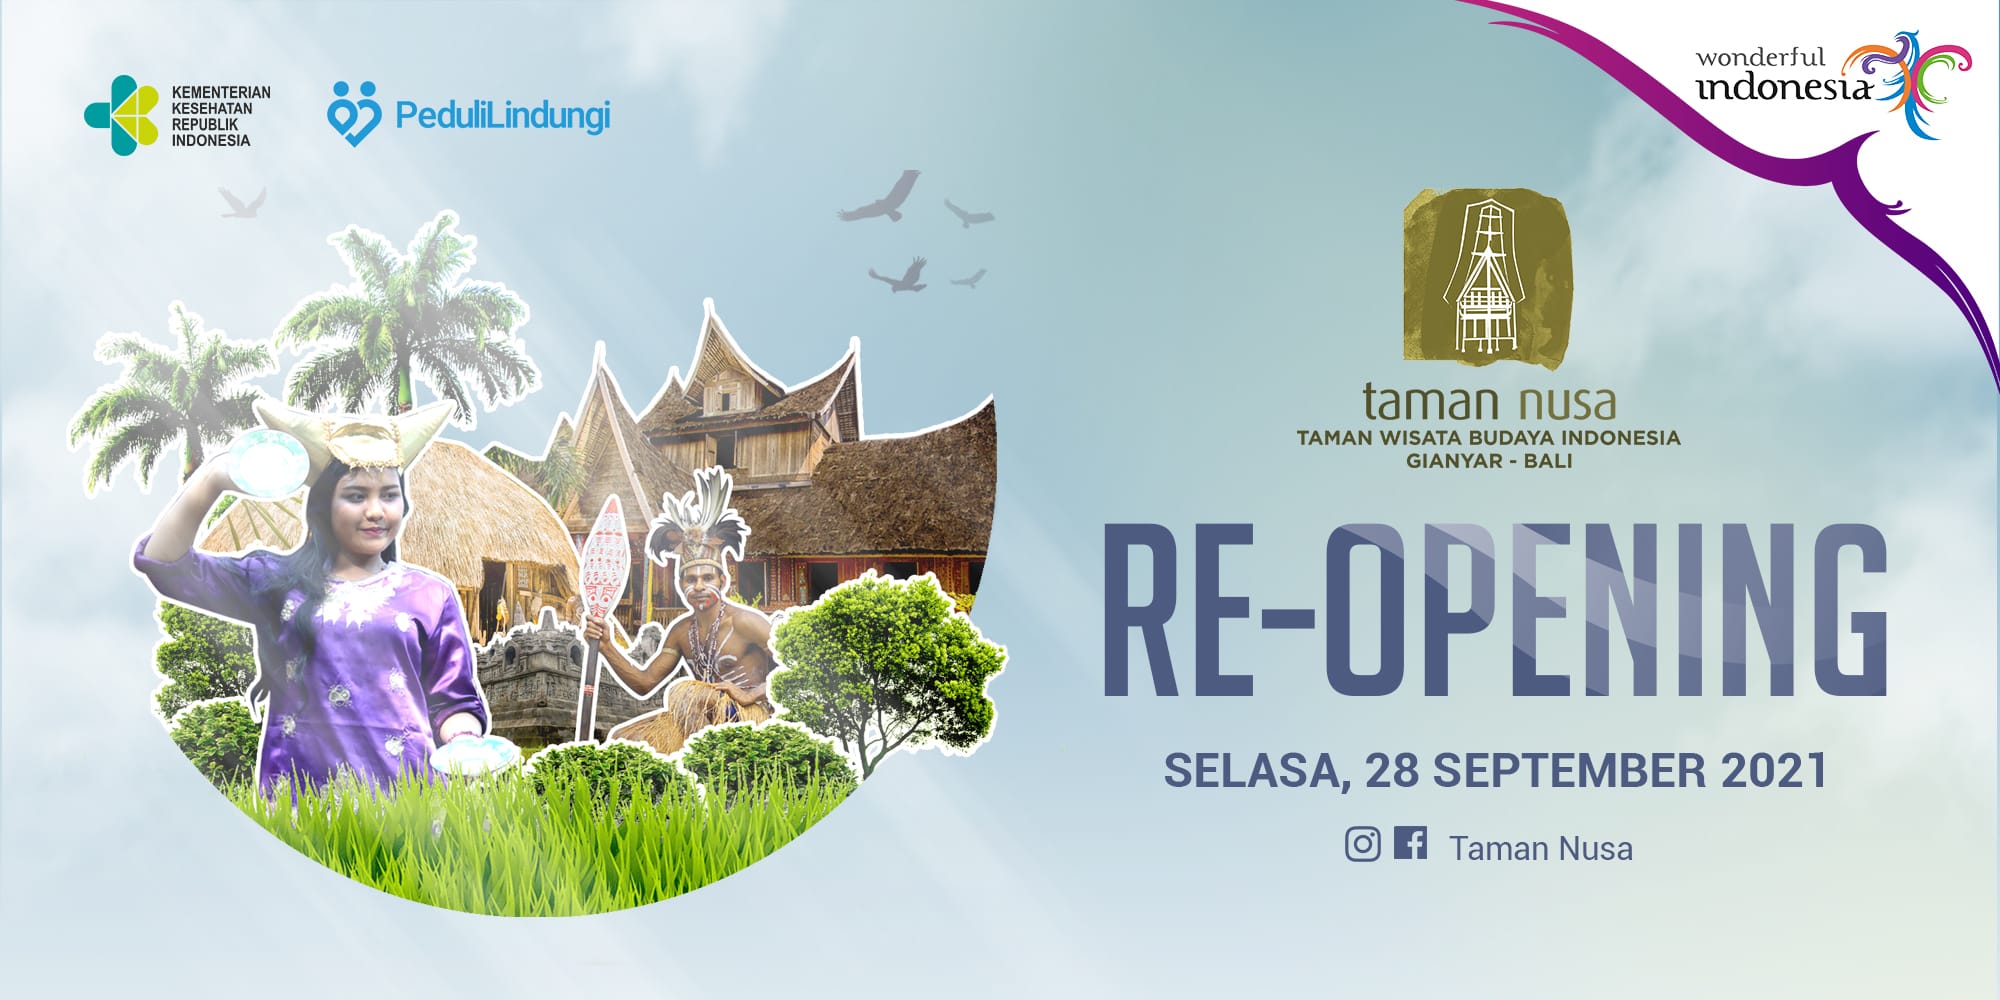 KEMENTERIAN
KESEHATAN
REPUBLIK
INDONESIA
PeduliLindungi
wonderful
indonesia
taman nusa
TAMAN WISATA BUDAYA INDONESIA
GIANYAR - BALI
RE-OPENING
SELASA, 28 SEPTEMBER 2021
Taman Nusa